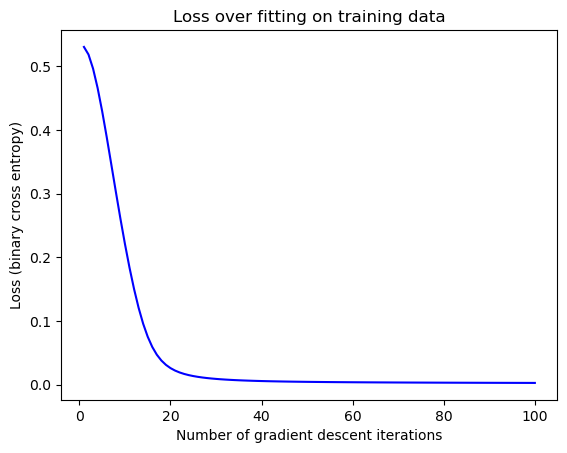 Loss over fitting on training data
Loss (binary cross entropy)
0.5
0.4
0.3
0.2
0.1
0.0
0 20 40 60 80 100
Number of gradient descent iterations